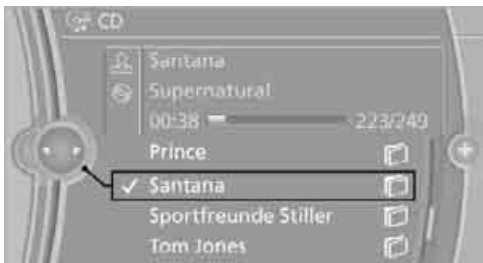 CD
Santana
Supernatural
00:38 223/249
Prince
Santana
Sportfreunde Stiller
Tom Jones